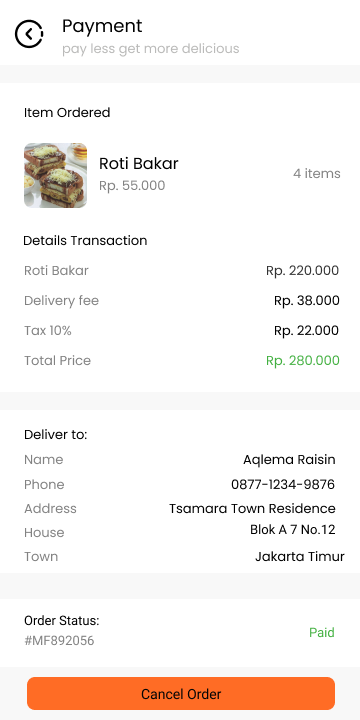 Payment
pay less get more delicious
Item Ordered
Roti Bakar
Rp. 55.000
4 items
Details Transaction
Roti Bakar Rp. 220.000
Delivery fee Rp. 38.000
Tax 10% Rp. 22.000
Total Price Rp. 280.000
Deliver to:
Name Aqlema Raisin
Phone 0877-1234-9876
Address Tsamara Town Residence
House Blok A 7 No.12
Town Jakarta Timur
Order Status:
#MF892056
Paid
Cancel Order